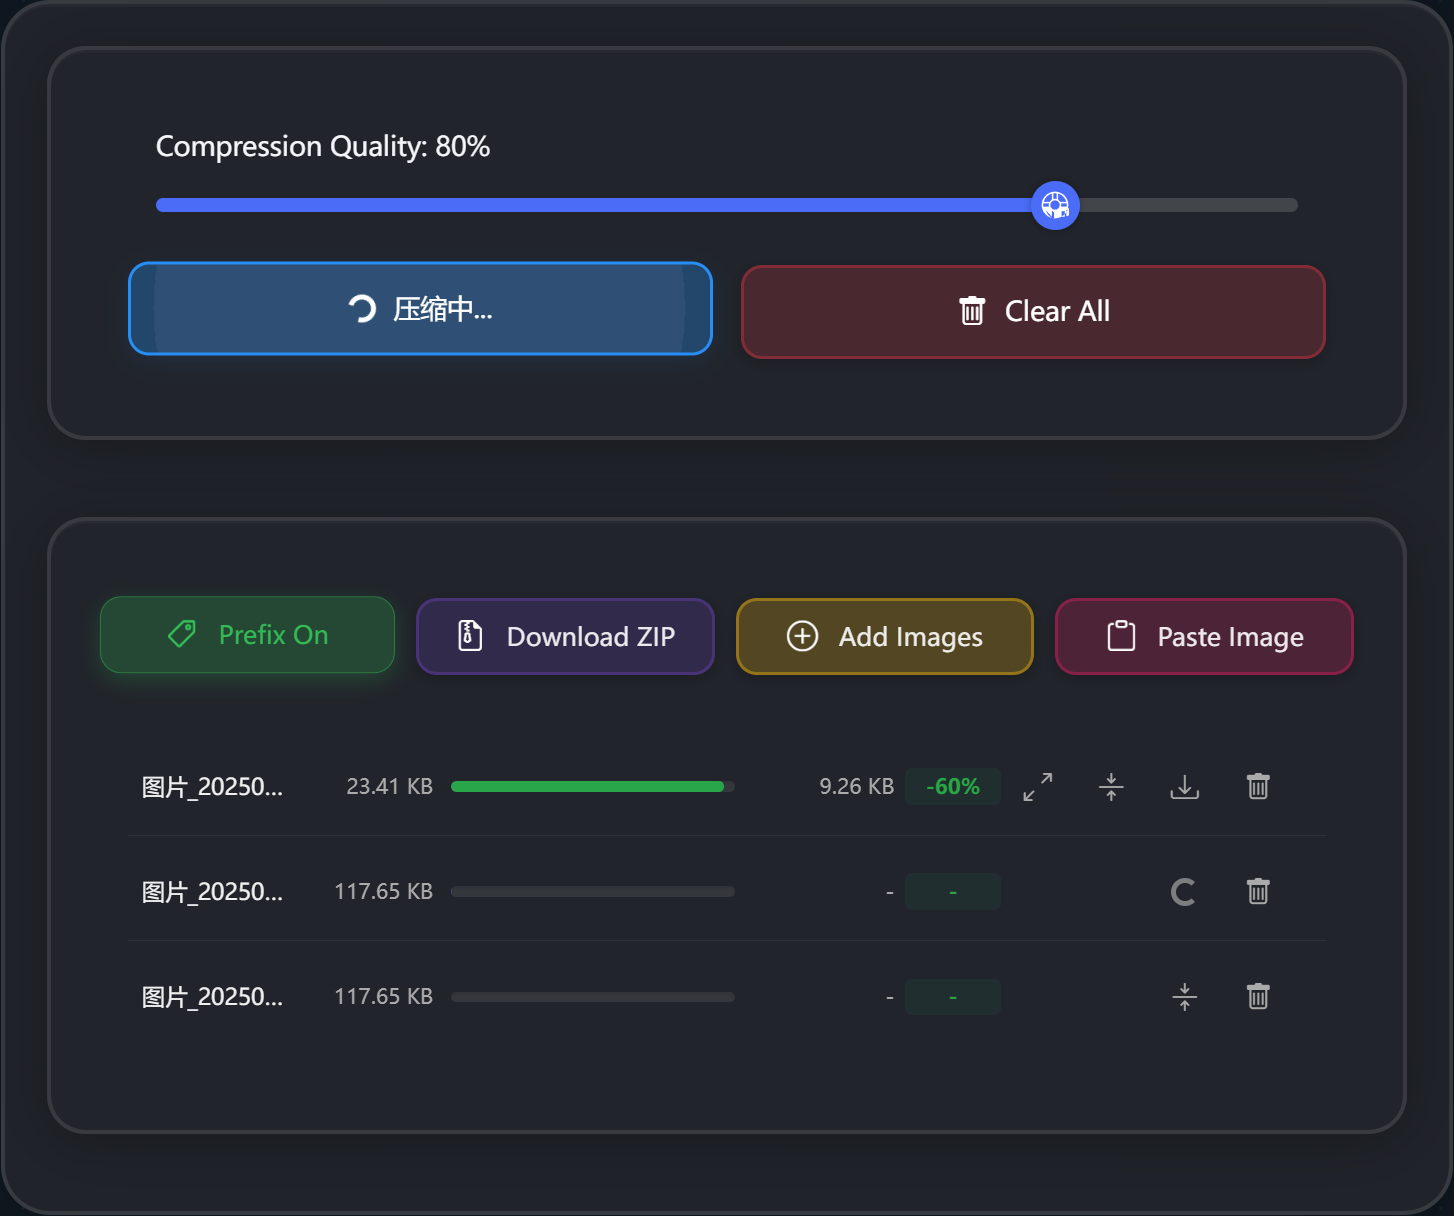 Compression Quality: 80%
压缩中...
Clear All
Prefix On
Download ZIP
Add Images
Paste Image
图片_20250... 23.41 KB 9.26 KB -60%
图片_20250... 117.65 KB - -
图片_20250... 117.65 KB - -